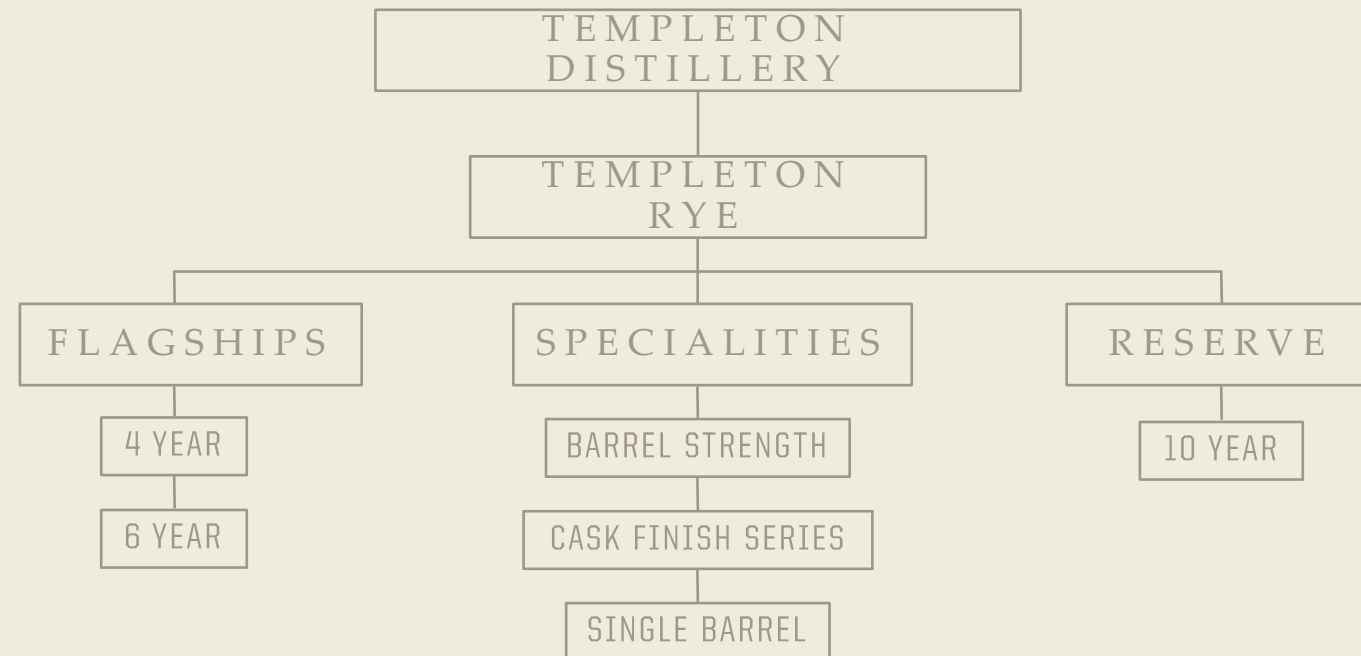 TEMPLETON
DISTILLERY
TEMPLETON
RYE
FLAGSHIPS
4 YEAR
6 YEAR
SPECIALITIES
BARREL STRENGTH
CASK FINISH SERIES
SINGLE BARREL
RESERVE
10 YEAR